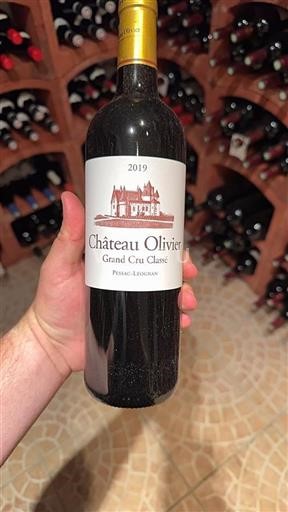 2019
Château Olivier
Grand Cru Classé
Pessac-Léognan